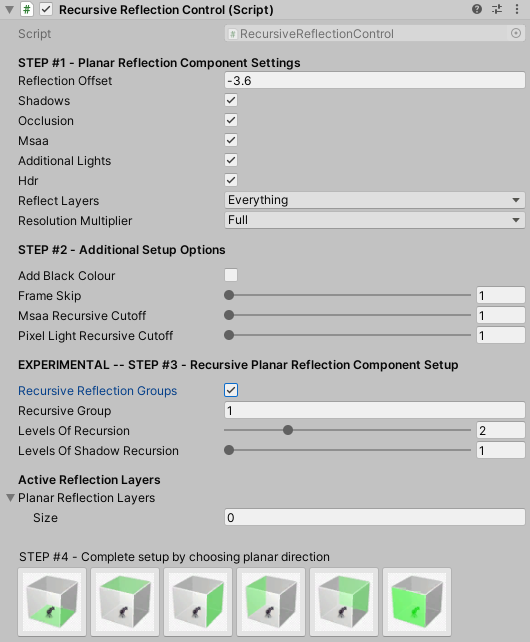 # Recursive Reflection Control (Script)
Script # RecursiveReflectionControl
STEP #1 - Planar Reflection Component Settings
Reflection Offset -3.6
Shadows
Occlusion
Msaa
Additional Lights
Hdr
Reflect Layers Everything
Resolution Multiplier Full
STEP #2 - Additional Setup Options
Add Black Colour
Frame Skip 1
Msaa Recursive Cutoff 1
Pixel Light Recursive Cutoff 1
EXPERIMENTAL -- STEP #3 - Recursive Planar Reflection Component Setup
Recursive Reflection Groups
Recursive Group 1
Levels Of Recursion 2
Levels Of Shadow Recursion 1
Active Reflection Layers
Planar Reflection Layers
Size 0
STEP #4 - Complete setup by choosing planar direction